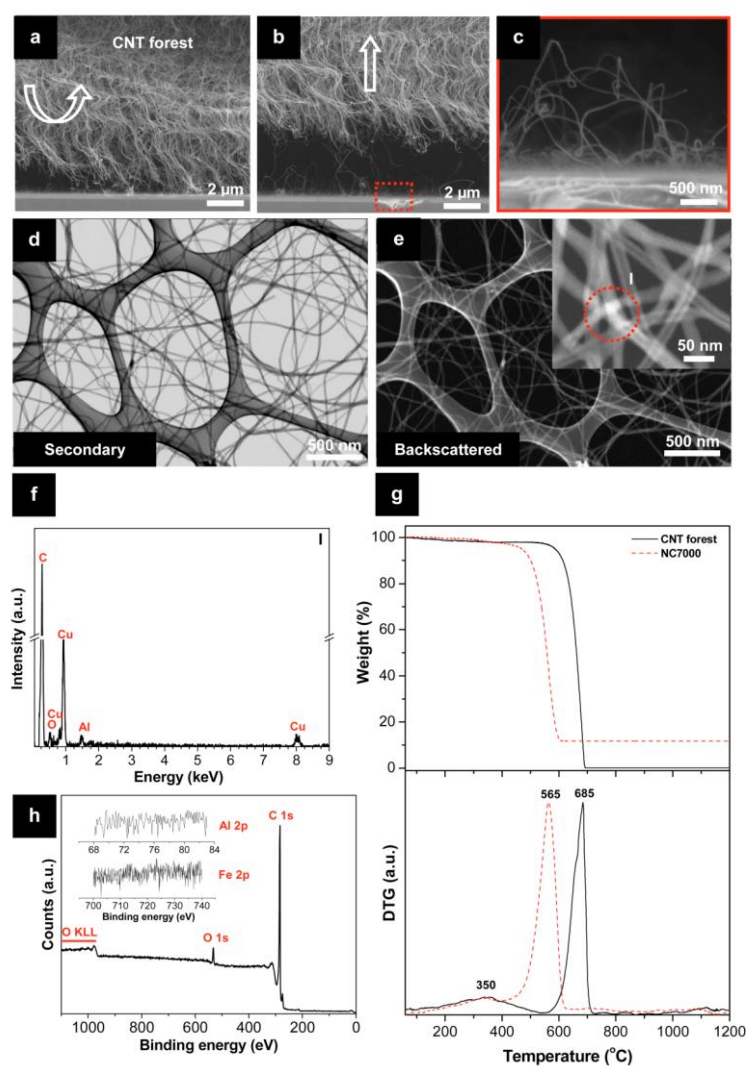 a
CNT forest
2 µm
b
2 µm
c
500 nm
d
Secondary
500 nm
e
I
50 nm
Backscattered
500 nm
f
I
C
Cu
Cu
O
Al
Cu
Intensity (a.u.)
1 2 3 4 5 6 7 8 9
Energy (keV)
g
CNT forest
NC7000
100
80
60
40
20
0
Weight (%)
565
685
350
DTG (a.u.)
200 400 600 800 1000 1200
Temperature (°C)
h
Al 2p
68 72 76 80 84
Fe 2p
700 710 720 730 740
Binding energy (eV)
C 1s
O KLL
O 1s
Counts (a.u.)
1000 800 600 400 200 0
Binding energy (eV)